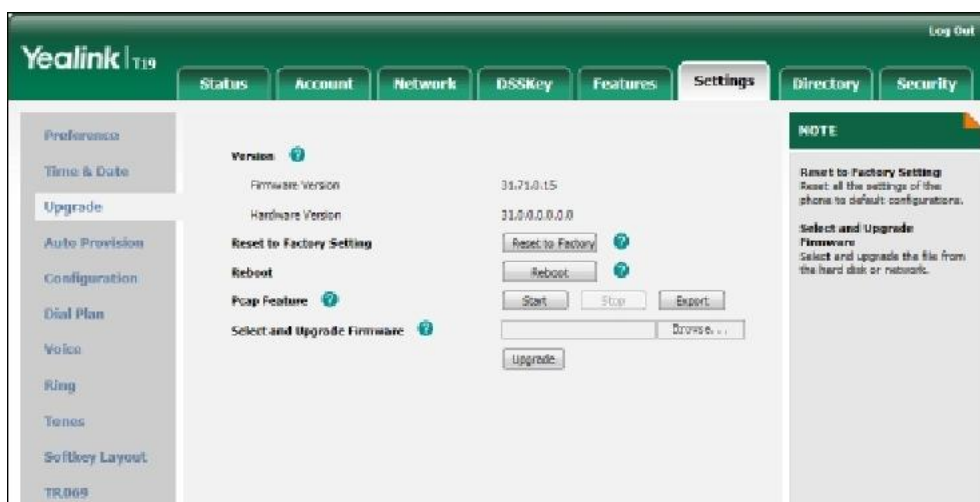 Log Out
Yealink T19
Status Account Network DSSKey Features Settings Directory Security
Preference
Time & Date
Upgrade
Auto Provision
Configuration
Dial Plan
Voice
Ring
Tones
Softkey Layout
TR069
Version ?
Firmware Version 31.71.0.15
Hardware Version 31.0.0.0.0.0.0
Reset to Factory Setting Reset to Factory ?
Reboot Reboot ?
Pcap Feature ? Start Stop Export
Select and Upgrade Firmware ? Browse...
Upgrade
NOTE
Reset to Factory Setting
Reset all the settings of the
phone to default configurations.
Select and Upgrade
Firmware
Select and upgrade the file from
the hard disk or network.